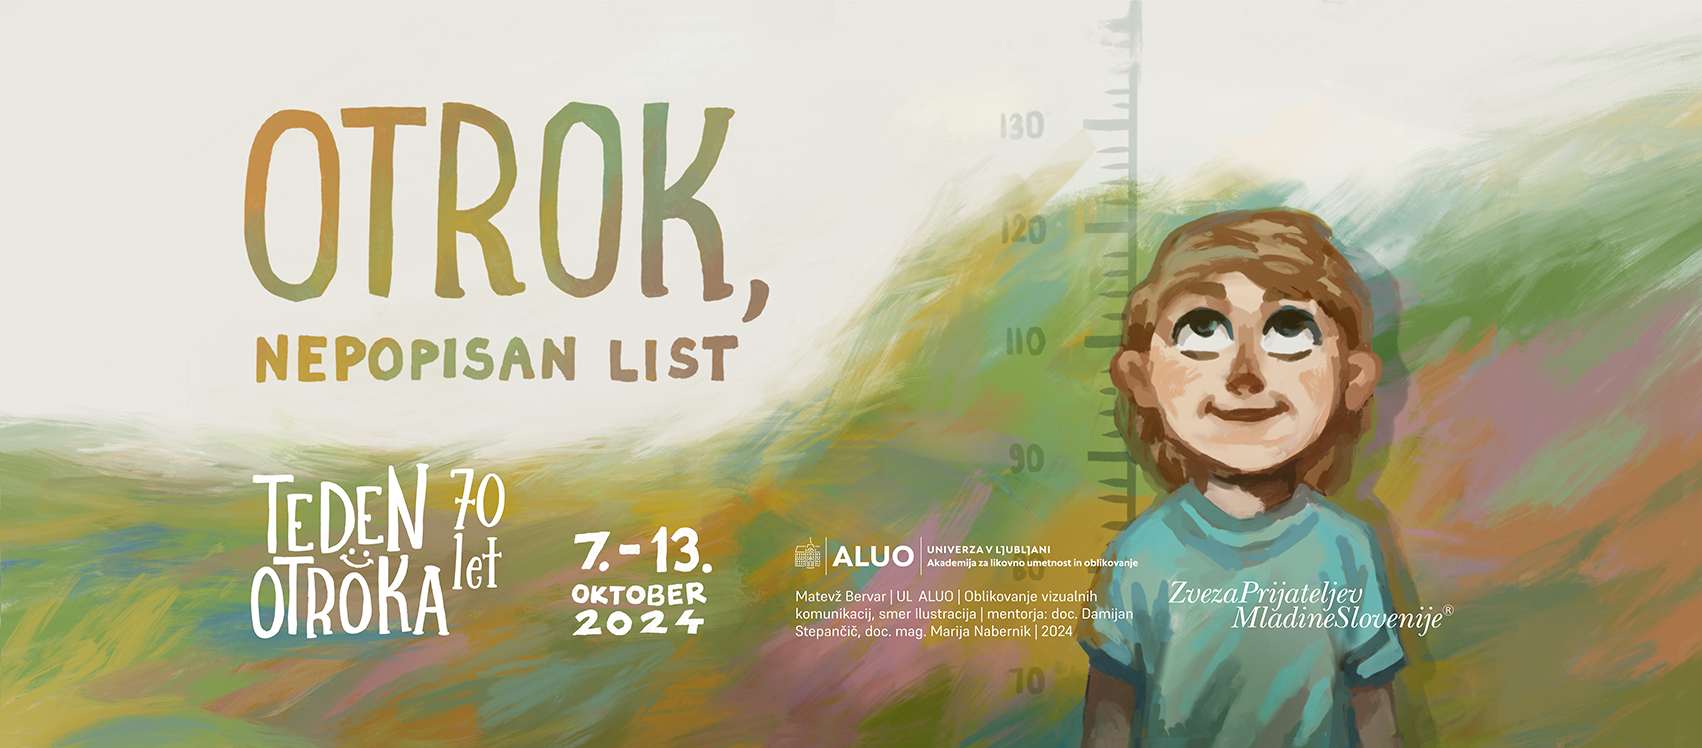 OTROK,
NEPOPISAN LIST
TEDEN 70
OTROKA let
7.-13.
OKTOBER
2024
ALUO
UNIVERZA V LJUBLJANI
Akademija za likovno umetnost in oblikovanje
Matevž Bervar | UL ALUO | Oblikovanje vizualnih
komunikacij, smer Ilustracija | mentorja: doc. Damijan
Stepančič, doc. mag. Marija Nabernik | 2024
ZvezaPrijateljev
MladineSlovenije®
130
120
110
90
80
70